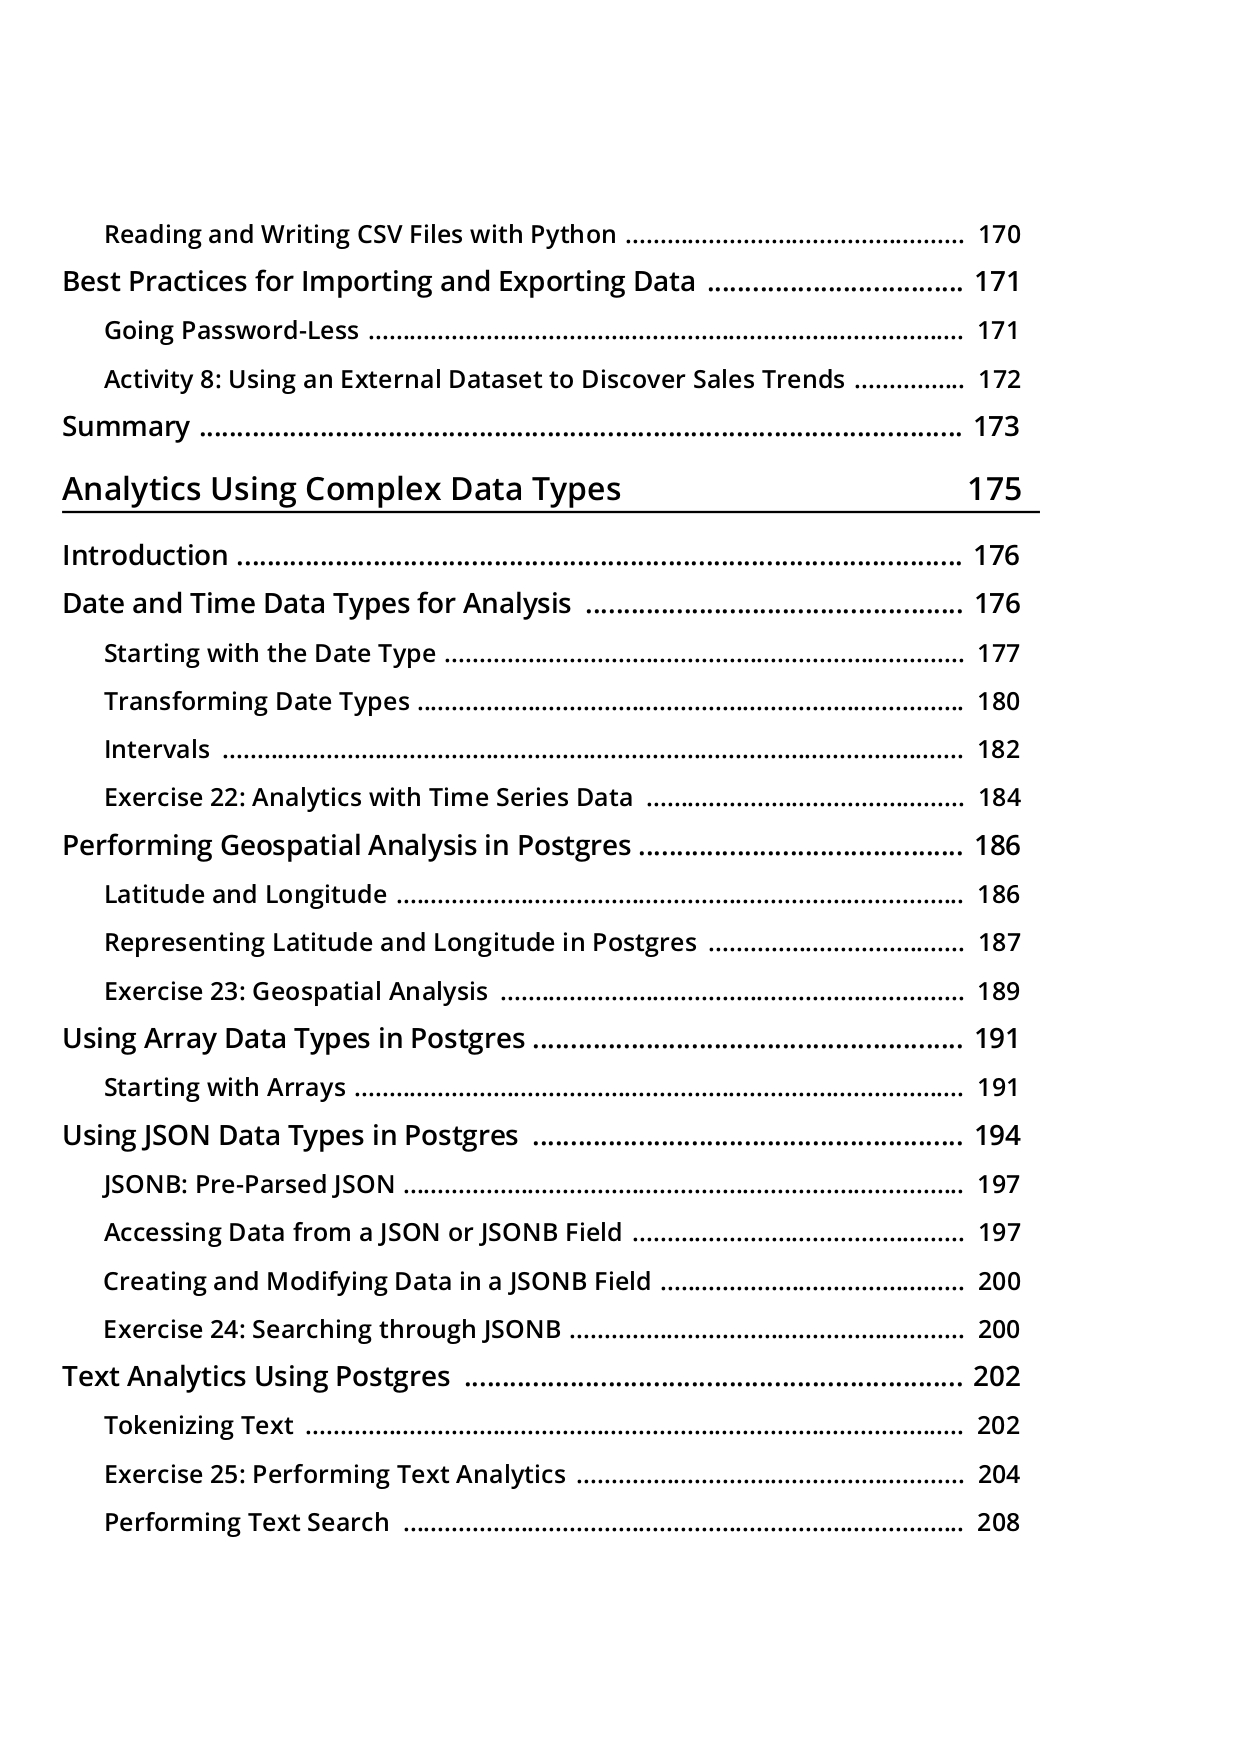 Reading and Writing CSV Files with Python ................................................. 170
Best Practices for Importing and Exporting Data .................................. 171
Going Password-Less ...................................................................................... 171
Activity 8: Using an External Dataset to Discover Sales Trends ................ 172
Summary ...................................................................................................... 173
Analytics Using Complex Data Types 175
Introduction ................................................................................................ 176
Date and Time Data Types for Analysis .................................................. 176
Starting with the Date Type ........................................................................... 177
Transforming Date Types ............................................................................... 180
Intervals ........................................................................................................... 182
Exercise 22: Analytics with Time Series Data .............................................. 184
Performing Geospatial Analysis in Postgres ........................................... 186
Latitude and Longitude .................................................................................. 186
Representing Latitude and Longitude in Postgres ..................................... 187
Exercise 23: Geospatial Analysis ................................................................... 189
Using Array Data Types in Postgres ......................................................... 191
Starting with Arrays ........................................................................................ 191
Using JSON Data Types in Postgres ......................................................... 194
JSONB: Pre-Parsed JSON ................................................................................. 197
Accessing Data from a JSON or JSONB Field ................................................ 197
Creating and Modifying Data in a JSONB Field ............................................ 200
Exercise 24: Searching through JSONB ......................................................... 200
Text Analytics Using Postgres .................................................................. 202
Tokenizing Text ............................................................................................... 202
Exercise 25: Performing Text Analytics ........................................................ 204
Performing Text Search ................................................................................. 208